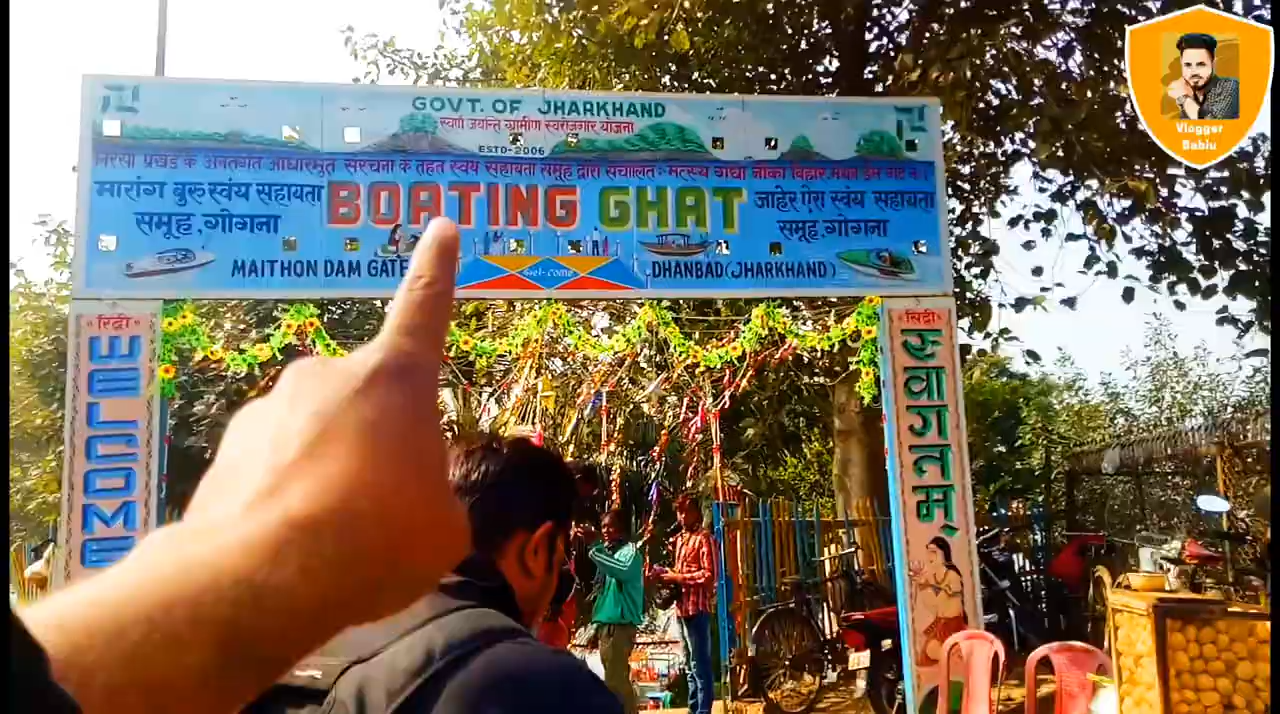 GOVT. OF JHARKHAND
स्वर्ण जयन्ति ग्रामीण स्वरोजगार योजना
ESTD-2006
निरसा प्रखंड के अन्तर्गत आधारभुत संरचना के तहत स्वयं सहायता समूह द्वारा संचालित मत्स्य गंधा नौका विहार
मारांग बुरु स्वंय सहायता
समूह, गोगना
BOATING GHAT
जाहेर ऐरा स्वंय सहायता
समूह गोगना
MAITHON DAM GATE
wel-come
DHANBAD (JHARKHAND)
रिद्धी
WELCOME
सिद्धी
स्वागतम्
Vlogger
Bablu